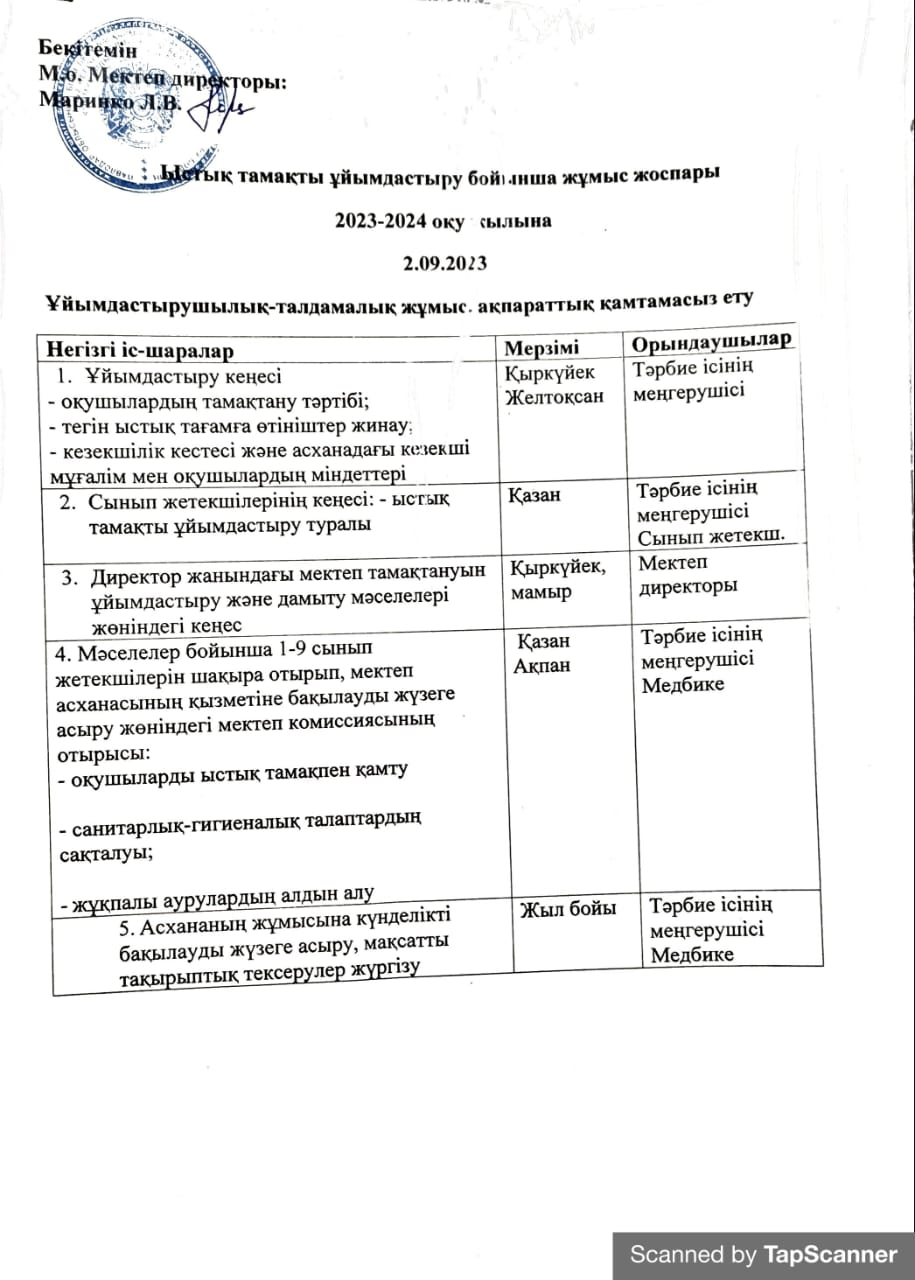 Бекітемін
М.о. Мектеп директоры:
Маринко Л.В.
Ыстық тамақты ұйымдастыру бойынша жұмыс жоспары
2023-2024 оқу жылына
2.09.2023
Ұйымдастырушылық-талдамалық жұмыс. ақпараттық қамтамасыз ету
Негізгі іс-шаралар
Мерзімі
Орындаушылар
1. Ұйымдастыру кеңесі
- оқушылардың тамақтану тәртібі;
- тегін ыстық тағамға өтініштер жинау;
- кезекшілік кестесі және асханадағы кезекші
мұғалім мен оқушылардың міндеттері
Қыркүйек
Желтоқсан
Тәрбие ісінің
меңгерушісі
2. Сынып жетекшілерінің кеңесі: - ыстық
тамақты ұйымдастыру туралы
Қазан
Тәрбие ісінің
меңгерушісі
Сынып жетекш.
3. Директор жанындағы мектеп тамақтануын
ұйымдастыру және дамыту мәселелері
жөніндегі кеңес
Қыркүйек,
мамыр
Мектеп
директоры
4. Мәселелер бойынша 1-9 сынып
жетекшілерін шақыра отырып, мектеп
асханасының қызметіне бақылауды жүзеге
асыру жөніндегі мектеп комиссиясының
отырысы:
- оқушыларды ыстық тамақпен қамту
- санитарлық-гигиеналық талаптардың
сақталуы;
- жұқпалы аурулардың алдын алу
Қазан
Ақпан
Тәрбие ісінің
меңгерушісі
Медбике
5. Асхананың жұмысына күнделікті
бақылауды жүзеге асыру, мақсатты
тақырыптық тексерулер жүргізу
Жыл бойы
Тәрбие ісінің
меңгерушісі
Медбике
Scanned by TapScanner